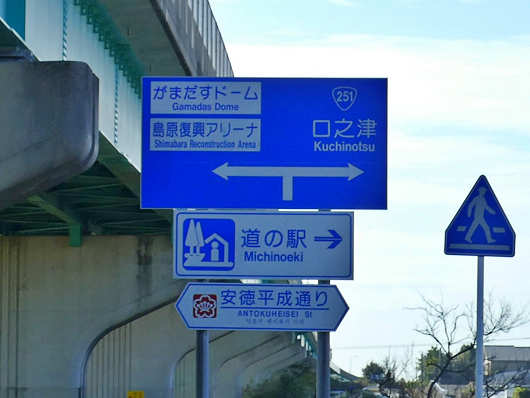 がまだすドーム
Gamadas Dome
島原復興アリーナ
Shimabara Reconstruction Arena
251
口之津
Kuchinotsu
道の駅
Michinoeki
安徳平成通り
ANTOKUHEISEI ST